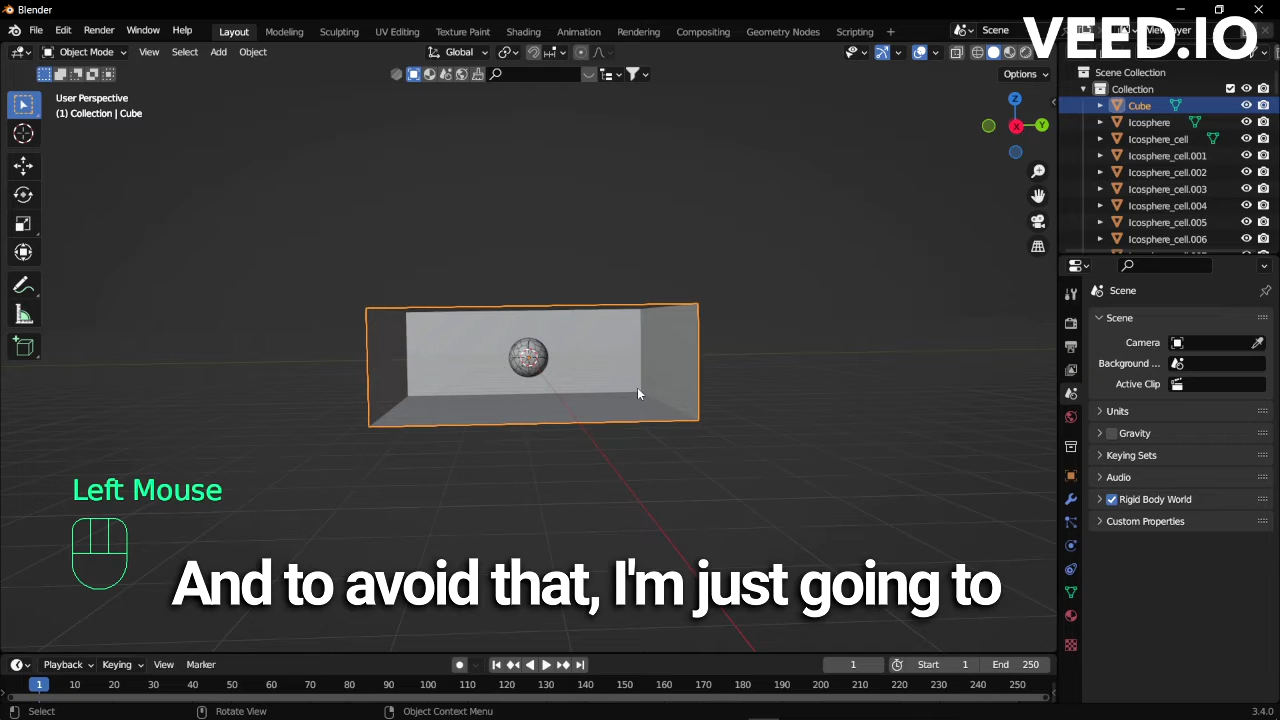 Blender
File Edit Render Window Help
Layout Modeling Sculpting UV Editing Texture Paint Shading Animation Rendering Compositing Geometry Nodes Scripting
Scene
VEED.IO
Object Mode View Select Add Object
Global
Options
User Perspective
(1) Collection | Cube
Z
X
Y
Scene Collection
Collection
Cube
Icosphere
Icosphere_cell
Icosphere_cell.001
Icosphere_cell.002
Icosphere_cell.003
Icosphere_cell.004
Icosphere_cell.005
Icosphere_cell.006
Scene
Scene
Camera
Background ...
Active Clip
Units
Gravity
Keying Sets
Audio
Rigid Body World
Custom Properties
Left Mouse
And to avoid that, I'm just going to
Playback Keying View Marker
1 Start 1 End 250
1 10 20 30 40 50 60 70 80 90 100 110 120 130 140 150 160 170 180 190 200 210 220 230 240 250
Select Rotate View Object Context Menu
3.4.0